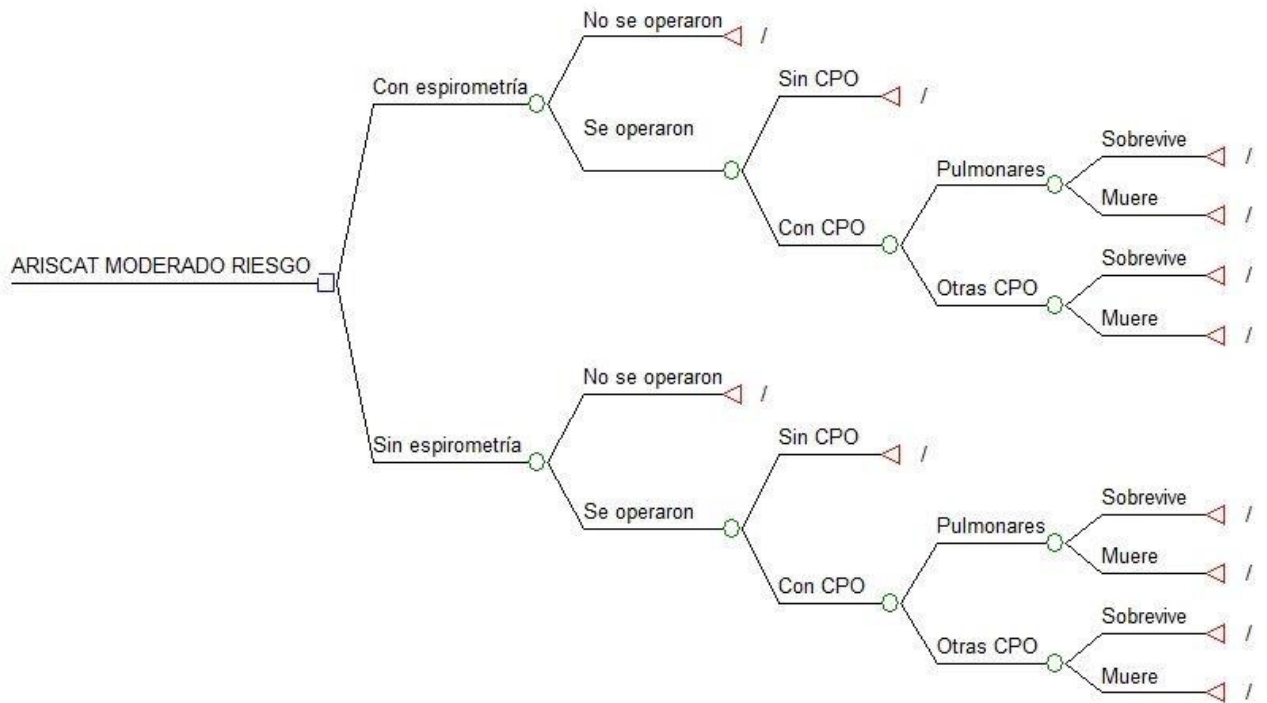 No se operaron /
Con espirometría
Sin CPO /
Se operaron
Sobrevive /
Pulmonares
Muere /
Con CPO
Sobrevive /
Otras CPO
Muere /
ARISCAT MODERADO RIESGO
No se operaron /
Sin espirometría
Sin CPO /
Se operaron
Sobrevive /
Pulmonares
Muere /
Con CPO
Sobrevive /
Otras CPO
Muere /